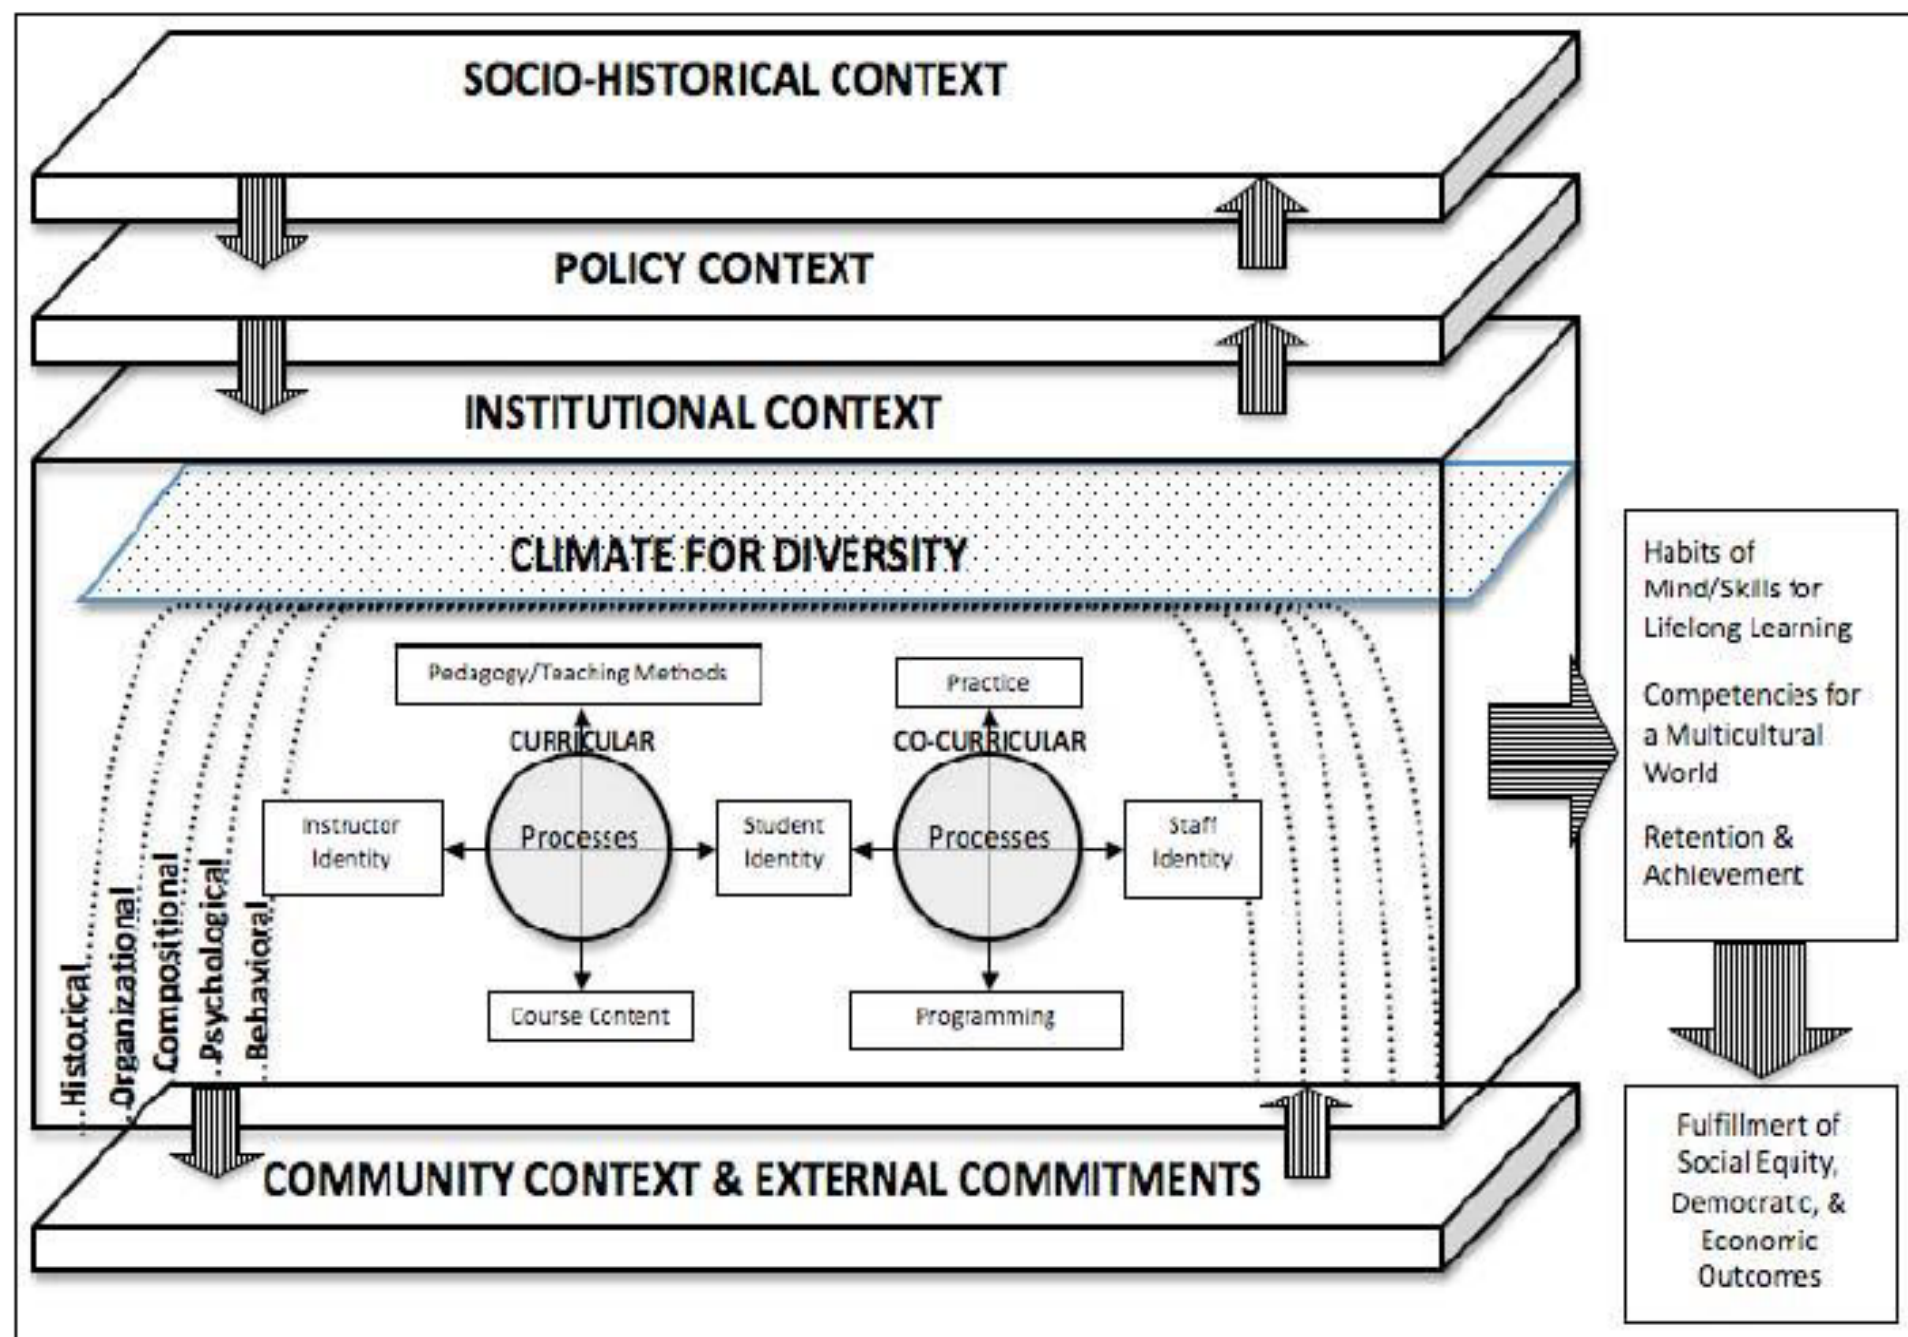 SOCIO-HISTORICAL CONTEXT
POLICY CONTEXT
INSTITUTIONAL CONTEXT
CLIMATE FOR DIVERSITY
Historical
Organizational
Compositional
Psychological
Behavioral
Pedagogy/Teaching Methods
CURRICULAR
Processes
Instructor
Identity
Student
Identity
Course Content
Practice
CO-CURRICULAR
Processes
Staff
Identity
Programming
COMMUNITY CONTEXT & EXTERNAL COMMITMENTS
Habits of
Mind/Skills for
Lifelong Learning
Competencies for
a Multicultural
World
Retention &
Achievement
Fulfillment of
Social Equity,
Democratic, &
Economic
Outcomes